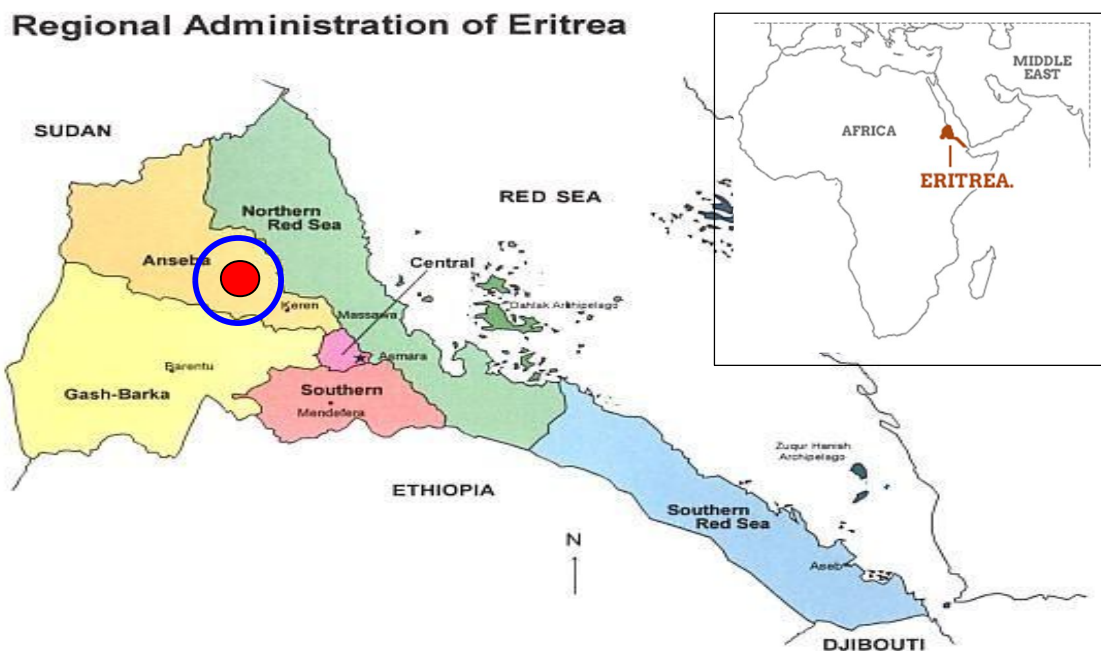 Regional Administration of Eritrea
MIDDLE
EAST
SUDAN
AFRICA
ERITREA.
RED SEA
Northern
Red Sea
Anseba
Central
Keren
Massawa
Dahlak Archipelago
Asmara
Barentu
Gash-Barka
Southern
Mendefera
Zuqur Hanish
Archipelago
ETHIOPIA
Southern
Red Sea
N
Aseb
DJIBOUTI